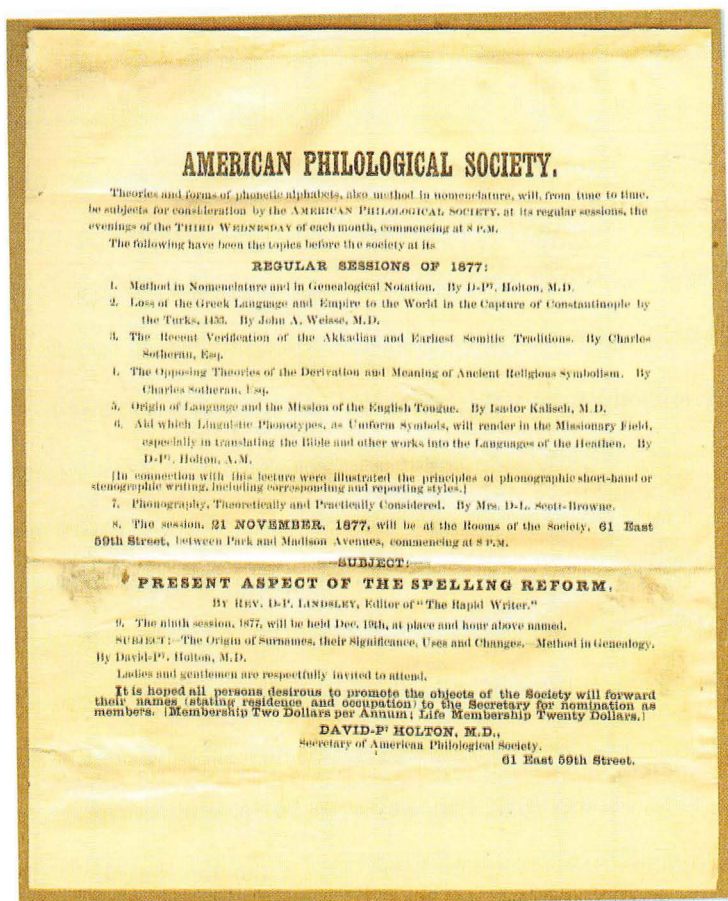 AMERICAN PHILOLOGICAL SOCIETY.
Theories and forms of phonetic alphabets, also method in nomenclature, will, from time to time,
be subjects for consideration by the AMERICAN PHILOLOGICAL SOCIETY, at its regular sessions, the
evenings of the THIRD WEDNESDAY of each month, commencing at 8 P.M.
The following have been the topics before the society at its
REGULAR SESSIONS OF 1877:
1. Method in Nomenclature and in Genealogical Notation. By D-Pᵗ. Holton, M.D.
2. Loss of the Greek Language and Empire to the World in the Capture of Constantinople by
the Turks, 1453. By John A. Weisse, M.D.
3. The Recent Verification of the Akkadian and Earliest Semitic Traditions. By Charles
Sotheran, Esq.
4. The Opposing Theories of the Derivation and Meaning of Ancient Religious Symbolism. By
Charles Sotheran, Esq.
5. Origin of Language and the Mission of the English Tongue. By Isador Kalisch, M.D.
6. Aid which Linguistic Phonotypes, as Uniform Symbols, will render in the Missionary Field,
especially in translating the Bible and other works into the Languages of the Heathen. By
D-Pᵗ. Holton, A.M.
[In connection with this lecture were illustrated the principles of phonographic short-hand or
stenographic writing, including corresponding and reporting styles.]
7. Phonography, Theoretically and Practically Considered. By Mrs. D-L. Scott-Browne.
8. The session, 21 NOVEMBER, 1877, will be at the Rooms of the Society, 61 East
59th Street, between Park and Madison Avenues, commencing at 8 P.M.
—SUBJECT:—
PRESENT ASPECT OF THE SPELLING REFORM,
BY REV. D-P. LINDSLEY, Editor of "The Rapid Writer."
9. The ninth session, 1877, will be held Dec. 19th, at place and hour above named.
SUBJECT:—The Origin of Surnames, their Significance, Uses and Changes.—Method in Genealogy.
By David-Pᵗ. Holton, M.D.
Ladies and gentlemen are respectfully invited to attend.
It is hoped all persons desirous to promote the objects of the Society will forward
their names (stating residence and occupation) to the Secretary for nomination as
members. [Membership Two Dollars per Annum; Life Membership Twenty Dollars.]
DAVID-Pᵗ HOLTON, M.D.,
Secretary of American Philological Society.
61 East 59th Street.